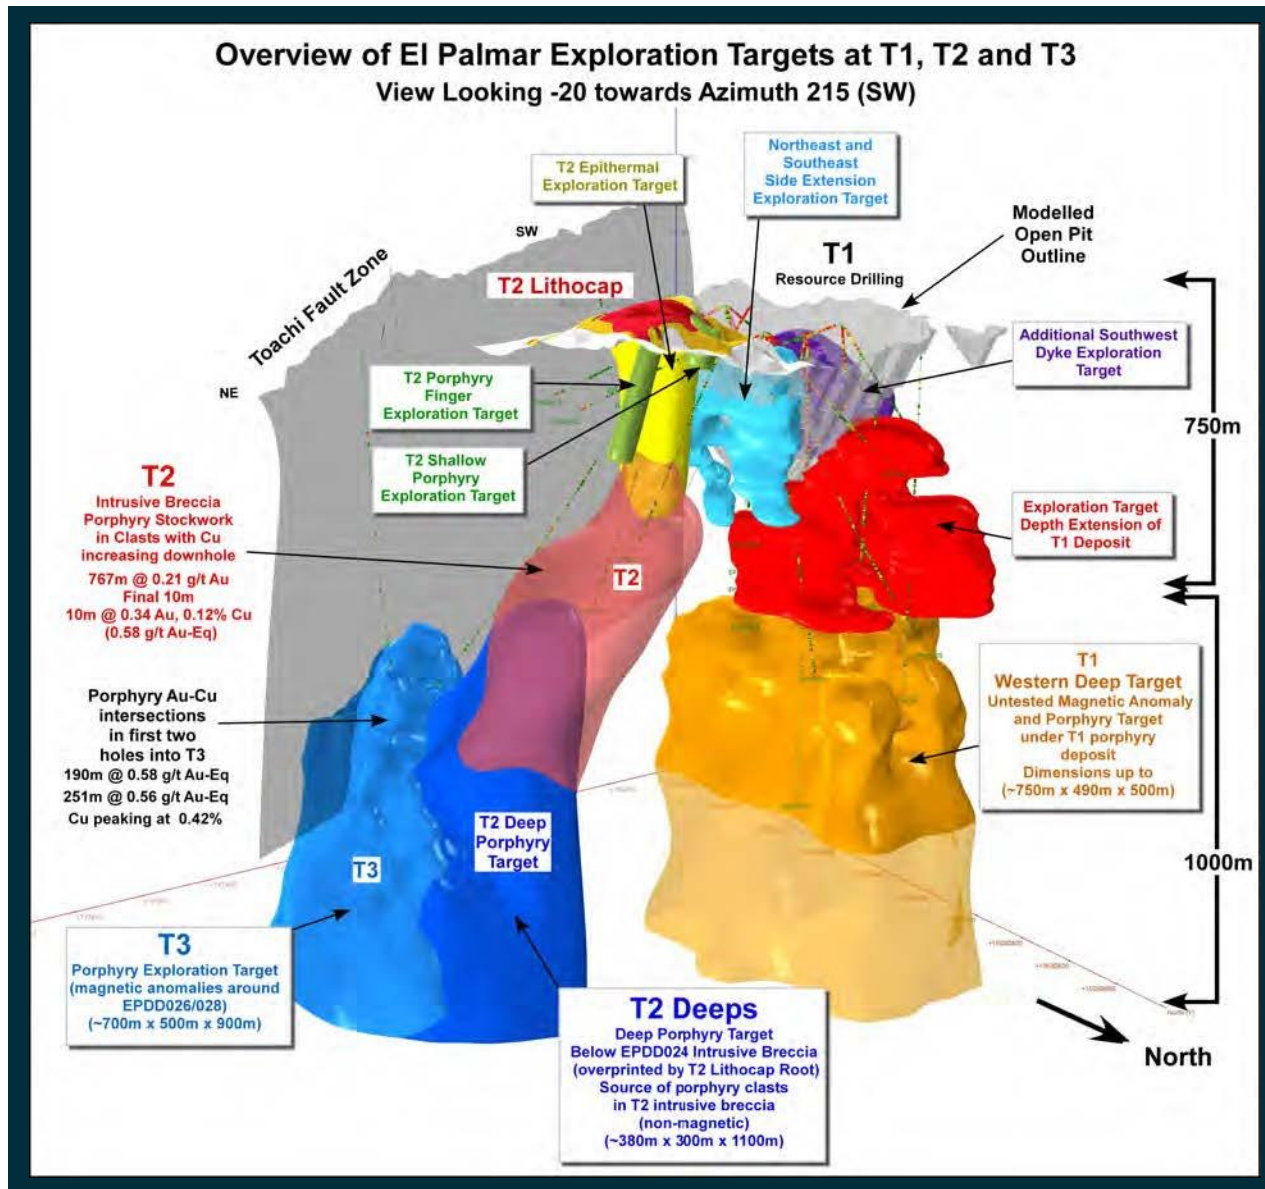 Overview of El Palmar Exploration Targets at T1, T2 and T3
View Looking -20 towards Azimuth 215 (SW)
T2 Epithermal
Exploration Target
Northeast and
Southeast
Side Extension
Exploration Target
Modelled
Open Pit
Outline
SW
T1
Resource Drilling
Toachi Fault Zone
T2 Lithocap
NE
Additional Southwest
Dyke Exploration
Target
T2 Porphyry
Finger
Exploration Target
750m
T2 Shallow
Porphyry
Exploration Target
T2
Intrusive Breccia
Porphyry Stockwork
in Clasts with Cu
increasing downhole
767m @ 0.21 g/t Au
Final 10m
10m @ 0.34 Au, 0.12% Cu
(0.58 g/t Au-Eq)
Exploration Target
Depth Extension of
T1 Deposit
T2
T1
Western Deep Target
Untested Magnetic Anomaly
and Porphyry Target
under T1 porphyry
deposit
Dimensions up to
(~750m x 490m x 500m)
Porphyry Au-Cu
intersections
in first two
holes into T3
190m @ 0.58 g/t Au-Eq
251m @ 0.56 g/t Au-Eq
Cu peaking at 0.42%
T2 Deep
Porphyry
Target
T3
1000m
T3
Porphyry Exploration Target
(magnetic anomalies around
EPDD026/028)
(~700m x 500m x 900m)
T2 Deeps
Deep Porphyry Target
Below EPDD024 Intrusive Breccia
(overprinted by T2 Lithocap Root)
Source of porphyry clasts
in T2 intrusive breccia
(non-magnetic)
(~380m x 300m x 1100m)
North